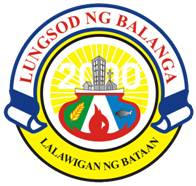 LUNGSOD NG BALANGA
2000
LALAWIGAN NG BATAAN